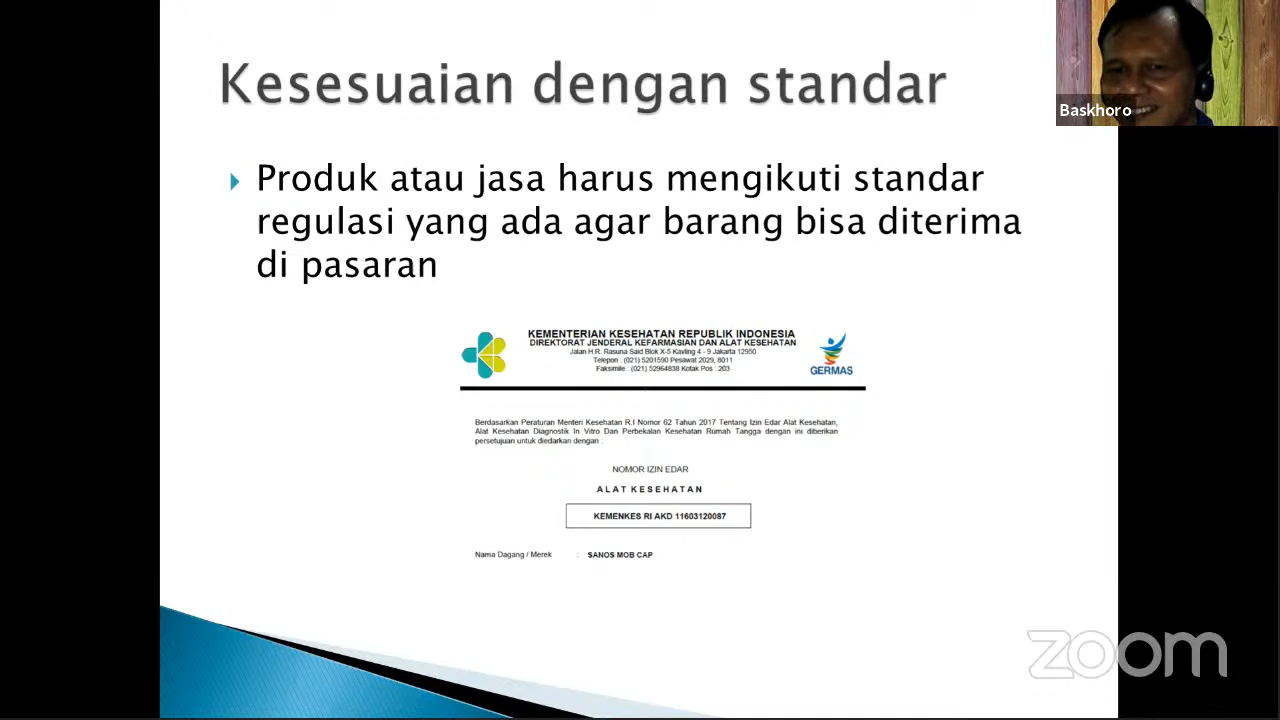 Kesesuaian dengan standar
Baskhoro
Produk atau jasa harus mengikuti standar
regulasi yang ada agar barang bisa diterima
di pasaran
KEMENTERIAN KESEHATAN REPUBLIK INDONESIA
DIREKTORAT JENDERAL KEFARMASIAN DAN ALAT KESEHATAN
Jalan H.R. Rasuna Said Blok X-5 Kavling 4 - 9 Jakarta 12950
Telepon : (021) 5201590 Pesawat 2029, 8011
Faksimile : (021) 52964838 Kotak Pos : 203
GERMAS
Berdasarkan Peraturan Menteri Kesehatan R.I Nomor 62 Tahun 2017 Tentang Izin Edar Alat Kesehatan,
Alat Kesehatan Diagnostik In Vitro Dan Perbekalan Kesehatan Rumah Tangga dengan ini diberikan
persetujuan untuk diedarkan dengan :
NOMOR IZIN EDAR
ALAT KESEHATAN
KEMENKES RI AKD 11603120087
Nama Dagang / Merek : SANOS MOB CAP
zoom